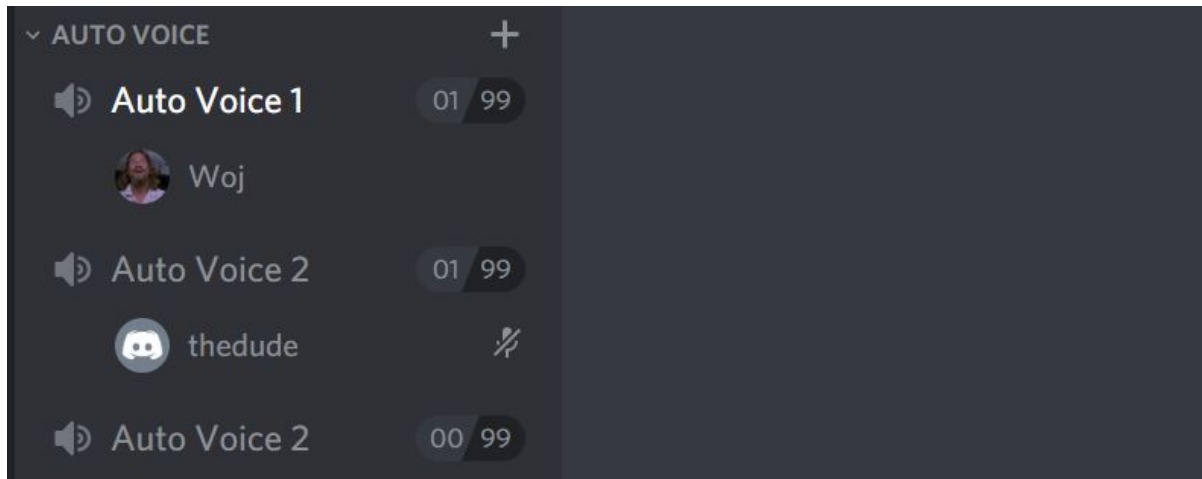 AUTO VOICE
Auto Voice 1 01 99
Woj
Auto Voice 2 01 99
thedude
Auto Voice 2 00 99